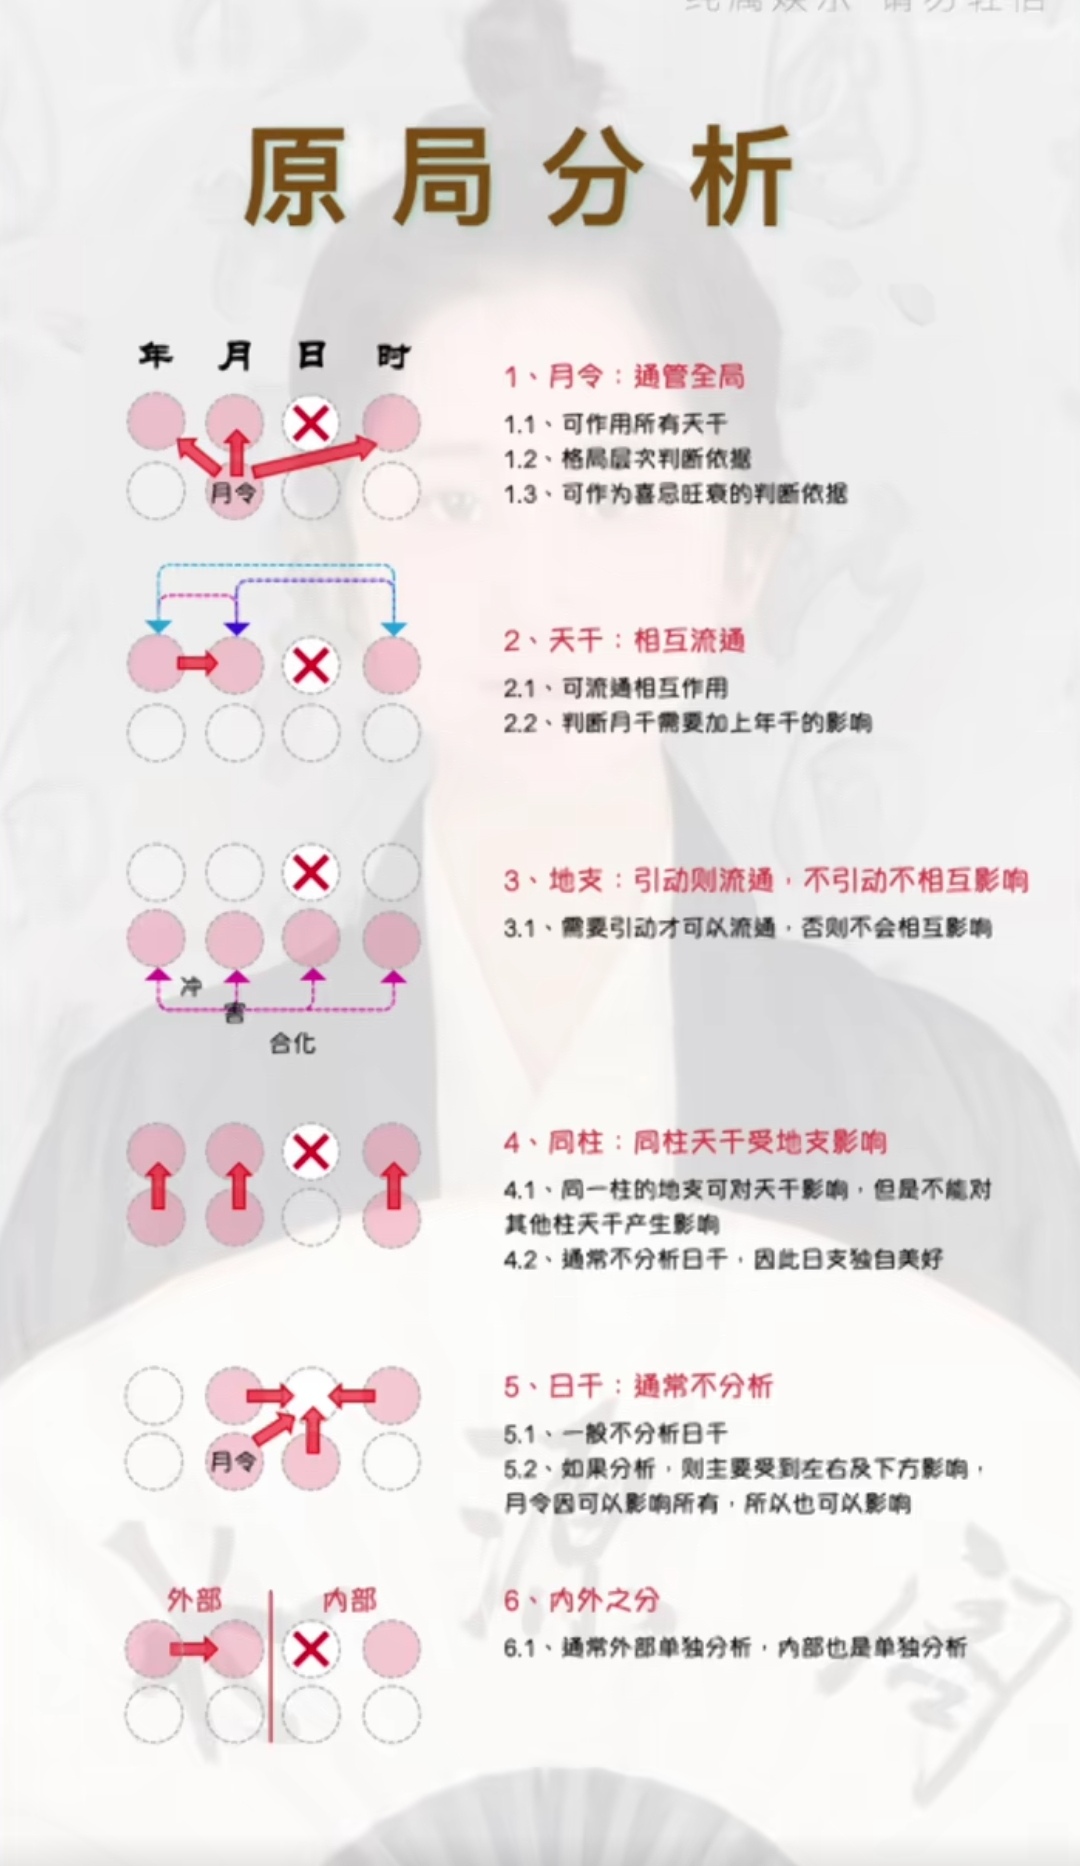 纯属娱乐 请勿轻信
原局分析
年 月 日 时
月令
1、月令：通管全局
1.1、可作用所有天干
1.2、格局层次判断依据
1.3、可作为喜忌旺衰的判断依据
2、天干：相互流通
2.1、可流通相互作用
2.2、判断月干需要加上年干的影响
3、地支：引动则流通，不引动不相互影响
3.1、需要引动才可以流通，否则不会相互影响
冲
害
合化
4、同柱：同柱天干受地支影响
4.1、同一柱的地支可对天干影响，但是不能对
其他柱天干产生影响
4.2、通常不分析日干，因此日支独自美好
月令
5、日干：通常不分析
5.1、一般不分析日干
5.2、如果分析，则主要受到左右及下方影响，
月令因可以影响所有，所以也可以影响
外部 内部
6、内外之分
6.1、通常外部单独分析，内部也是单独分析